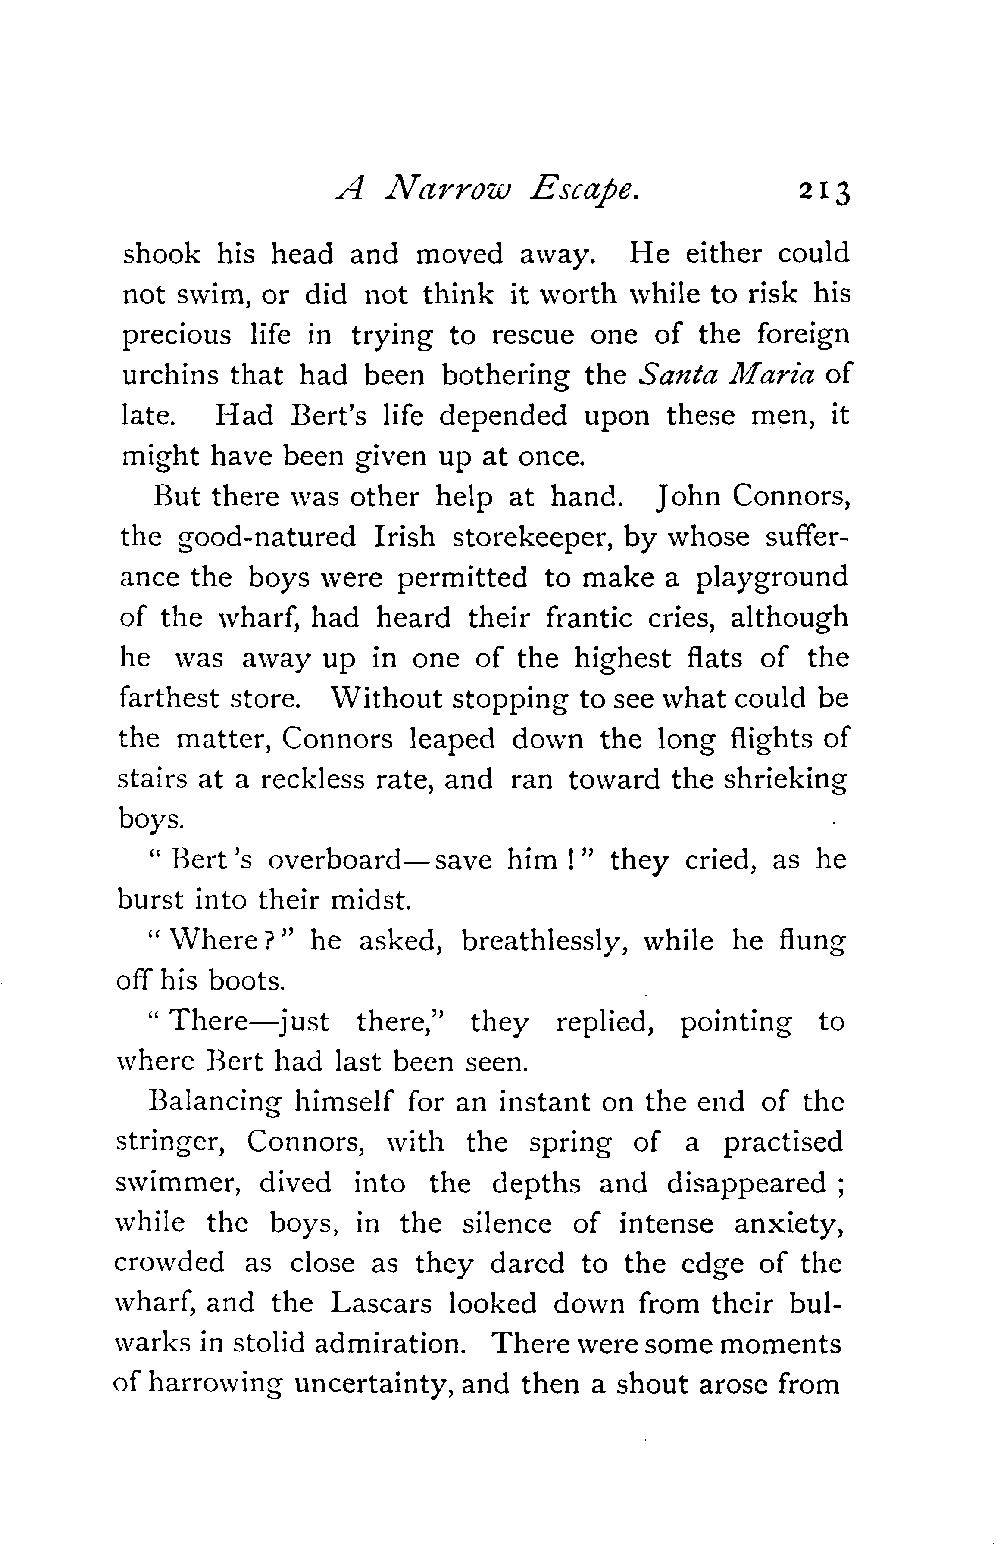 A Narrow Escape. 213
shook his head and moved away. He either could
not swim, or did not think it worth while to risk his
precious life in trying to rescue one of the foreign
urchins that had been bothering the Santa Maria of
late. Had Bert's life depended upon these men, it
might have been given up at once.
But there was other help at hand. John Connors,
the good-natured Irish storekeeper, by whose suffer-
ance the boys were permitted to make a playground
of the wharf, had heard their frantic cries, although
he was away up in one of the highest flats of the
farthest store. Without stopping to see what could be
the matter, Connors leaped down the long flights of
stairs at a reckless rate, and ran toward the shrieking
boys.
" Bert 's overboard—save him ! " they cried, as he
burst into their midst.
" Where ? " he asked, breathlessly, while he flung
off his boots.
" There—just there," they replied, pointing to
where Bert had last been seen.
Balancing himself for an instant on the end of the
stringer, Connors, with the spring of a practised
swimmer, dived into the depths and disappeared ;
while the boys, in the silence of intense anxiety,
crowded as close as they dared to the edge of the
wharf, and the Lascars looked down from their bul-
warks in stolid admiration. There were some moments
of harrowing uncertainty, and then a shout arose from